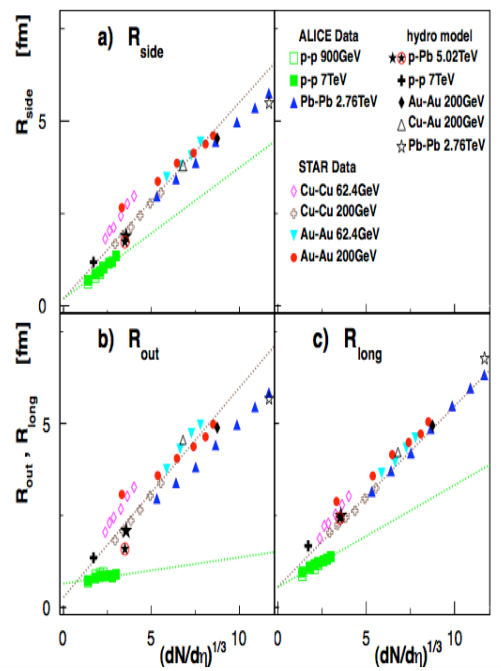 [fm]
R_side
a) R_side
5
0
ALICE Data
p-p 900GeV
p-p 7TeV
Pb-Pb 2.76TeV
STAR Data
Cu-Cu 62.4GeV
Cu-Cu 200GeV
Au-Au 62.4GeV
Au-Au 200GeV
hydro model
p-Pb 5.02TeV
p-p 7TeV
Au-Au 200GeV
Cu-Au 200GeV
Pb-Pb 2.76TeV
[fm]
R_out , R_long
b) R_out
5
0
0 5 10
(dN/dη)^1/3
c) R_long
0 5 10
(dN/dη)^1/3